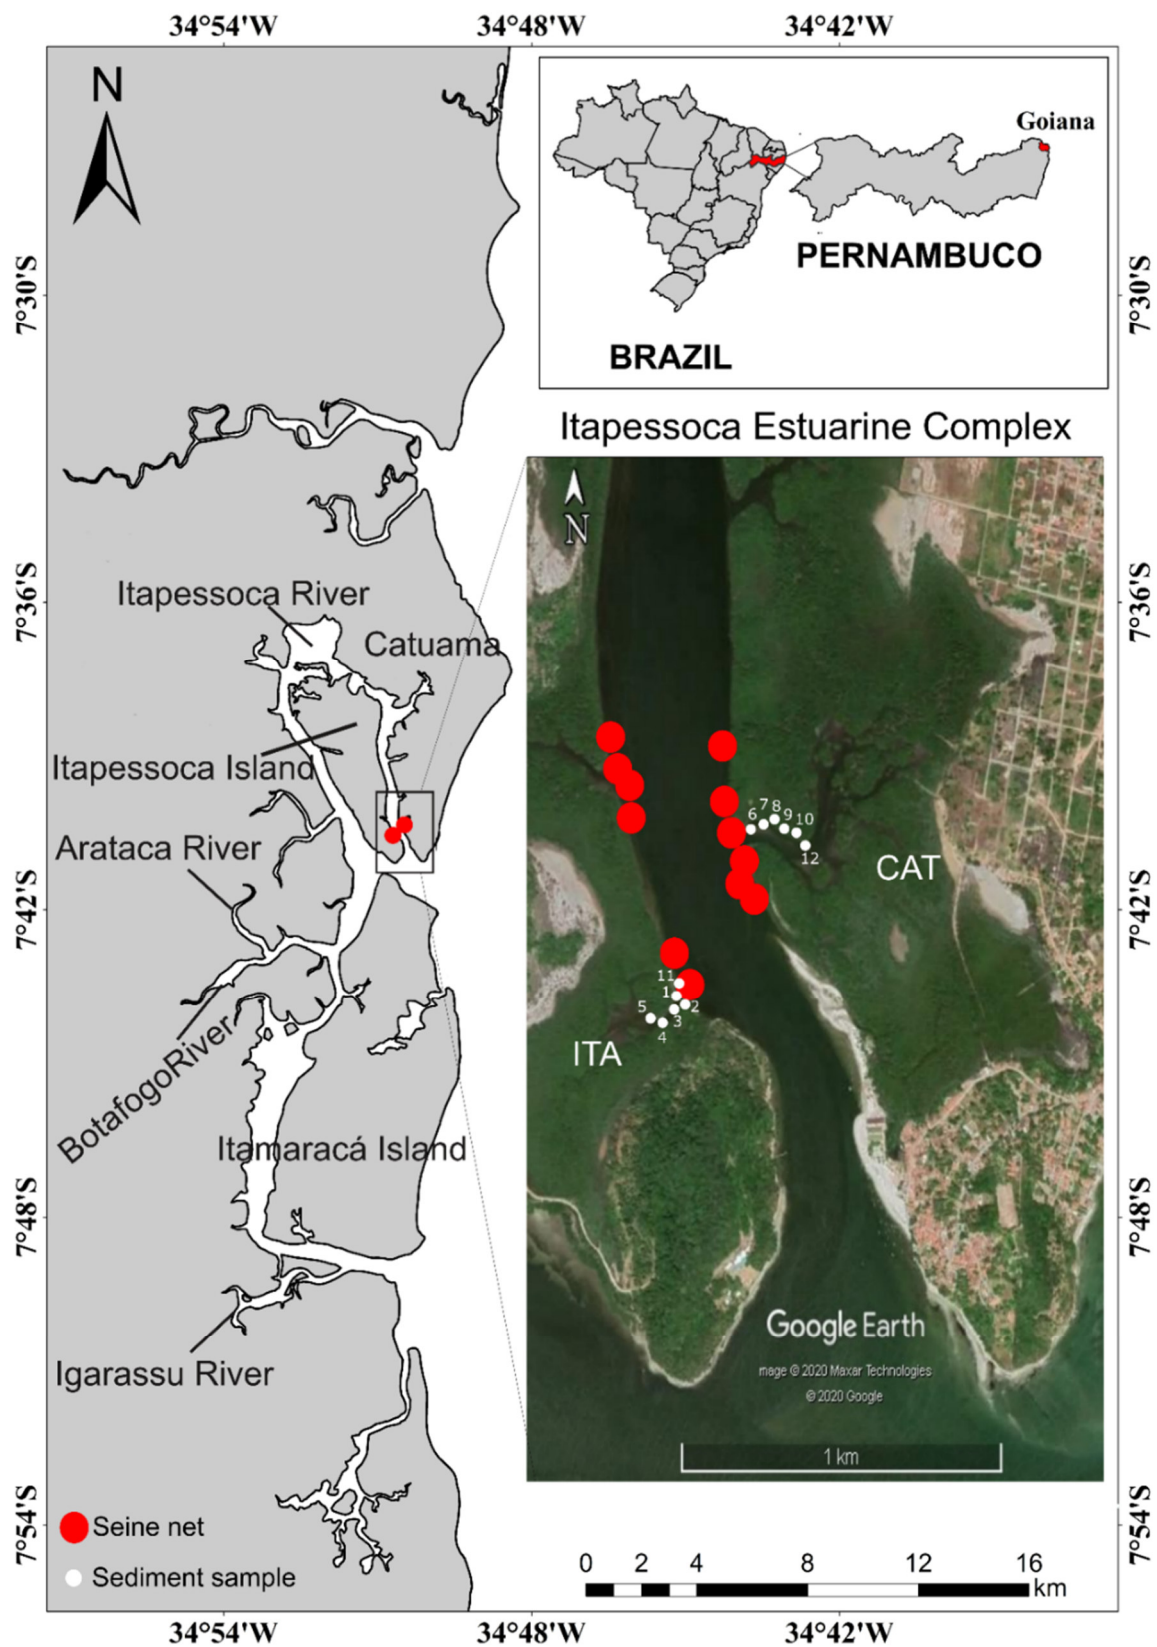 34°54'W 34°48'W 34°42'W
N
Goiana
PERNAMBUCO
BRAZIL
7°30'S
7°30'S
Itapessoca Estuarine Complex
N
Itapessoca River
Catuama
7°36'S
7°36'S
Itapessoca Island
Arataca River
6 7 8 9 10
12
CAT
7°42'S
7°42'S
11
1
2
5
3
4
ITA
BotafogoRiver
Itamaracá Island
7°48'S
7°48'S
Igarassu River
Google Earth
mage © 2020 Maxar Technologies
© 2020 Google
1 km
7°54'S
7°54'S
Seine net
Sediment sample
0 2 4 8 12 16
km
34°54'W 34°48'W 34°42'W